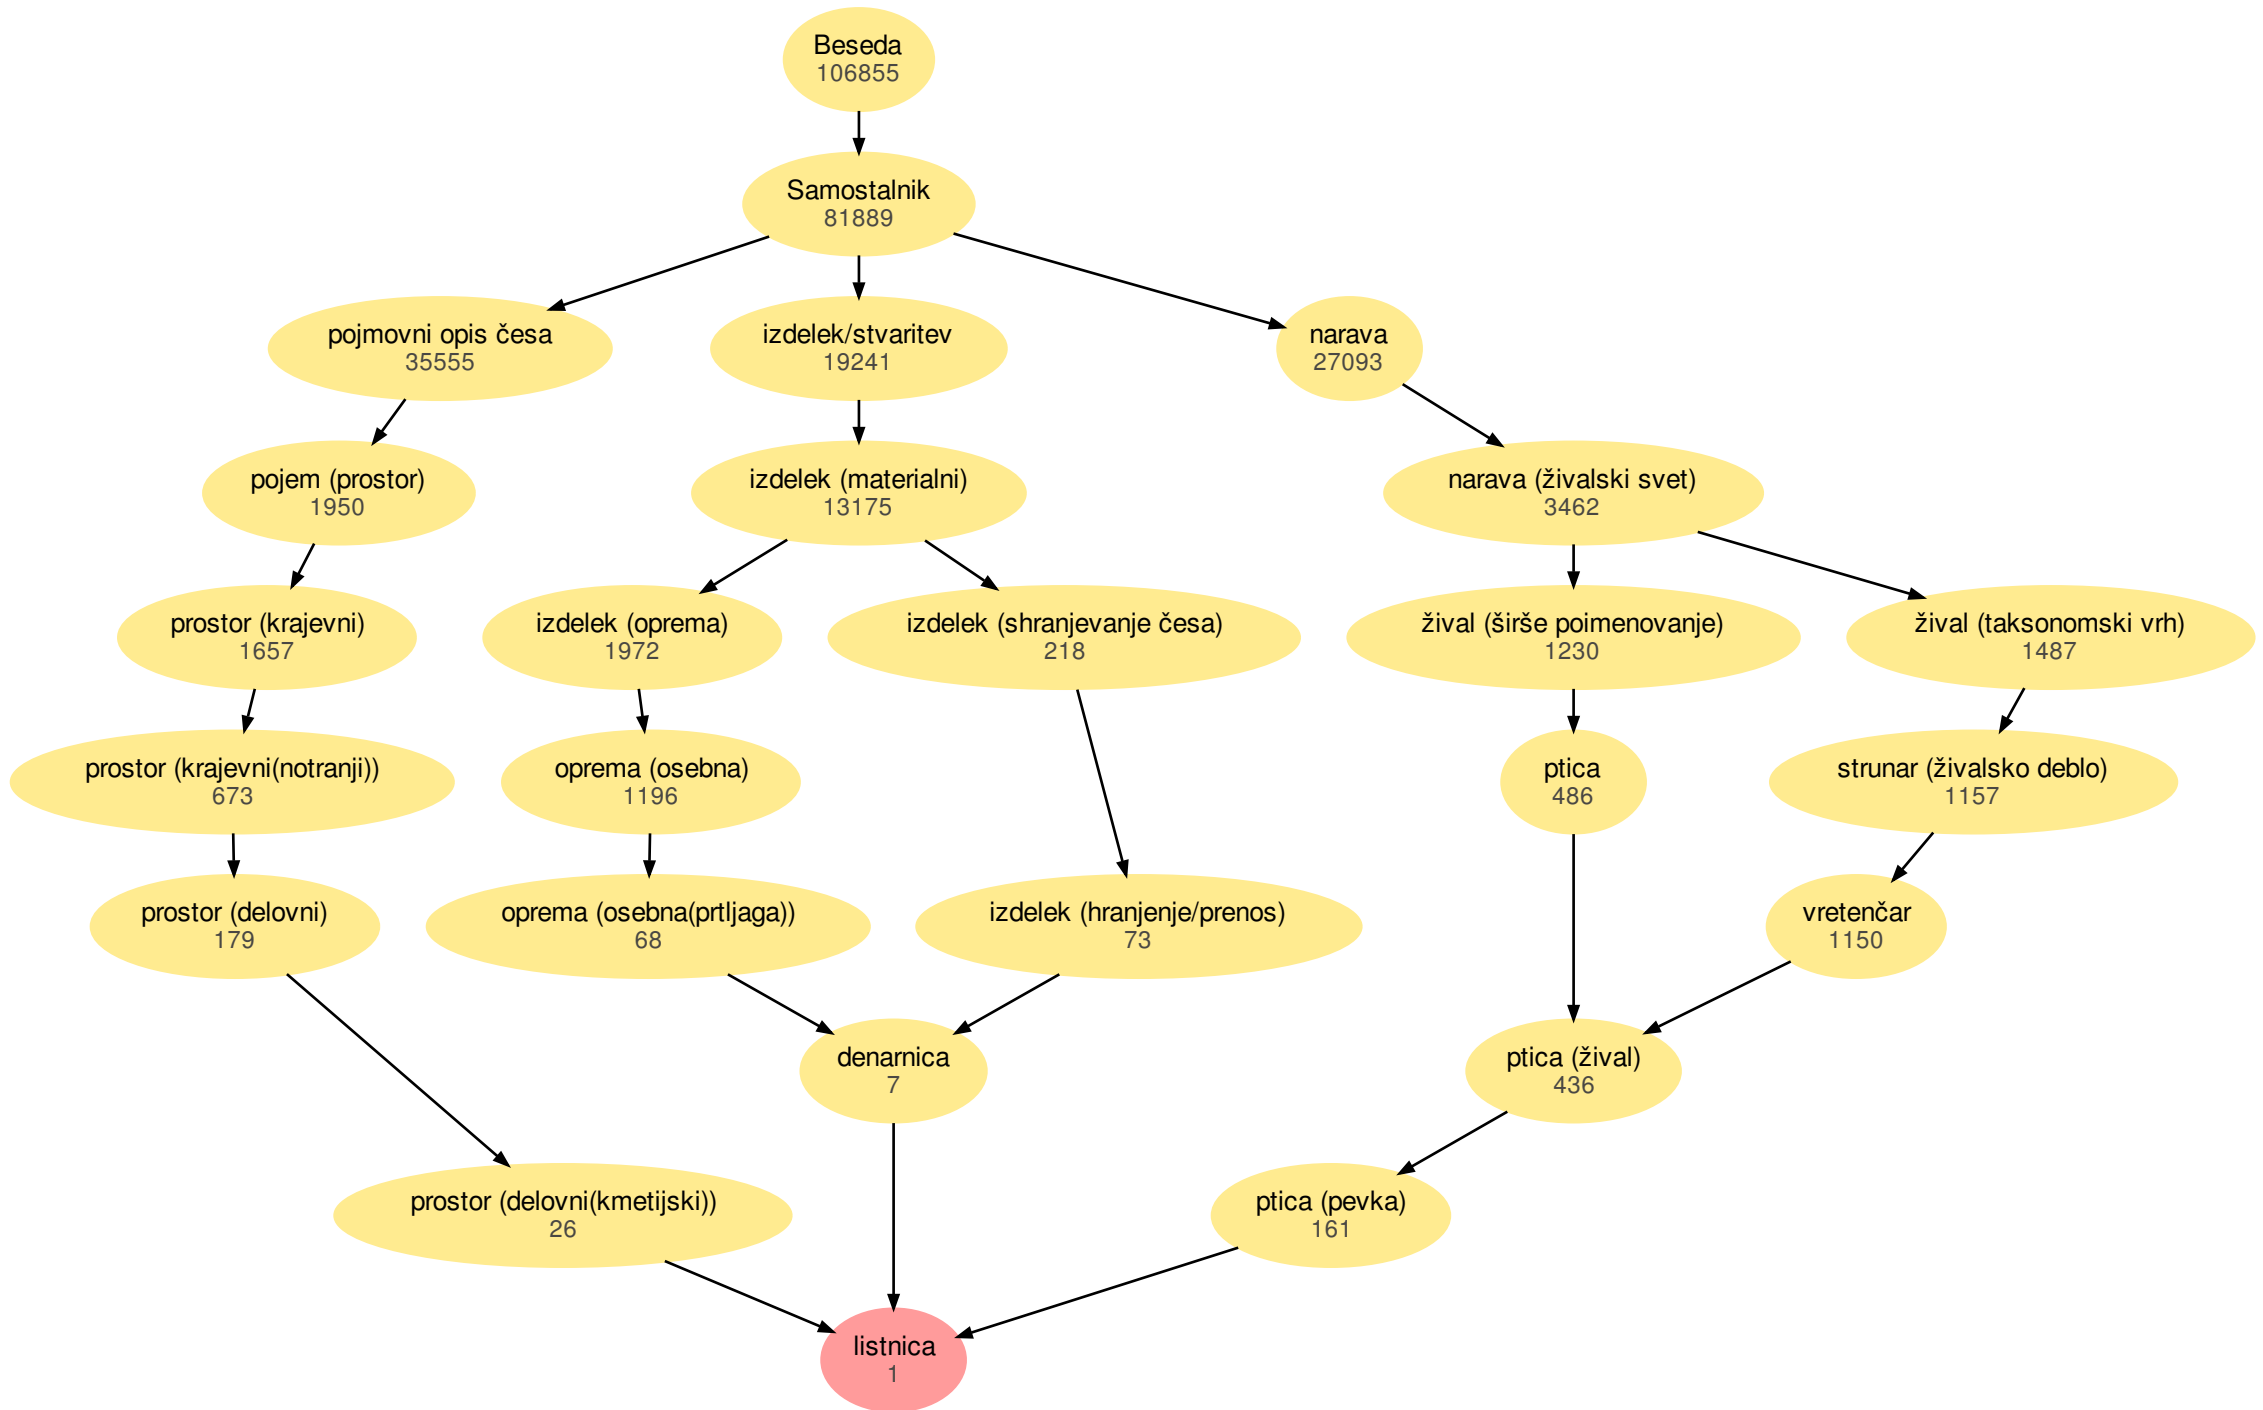 Beseda
106855
Samostalnik
81889
pojmovni opis česa
35555
izdelek/stvaritev
19241
narava
27093
pojem (prostor)
1950
izdelek (materialni)
13175
narava (živalski svet)
3462
prostor (krajevni)
1657
izdelek (oprema)
1972
izdelek (shranjevanje česa)
218
žival (širše poimenovanje)
1230
žival (taksonomski vrh)
1487
prostor (krajevni(notranji))
673
oprema (osebna)
1196
ptica
486
strunar (živalsko deblo)
1157
prostor (delovni)
179
oprema (osebna(prtljaga))
68
izdelek (hranjenje/prenos)
73
vretenčar
1150
denarnica
7
ptica (žival)
436
prostor (delovni(kmetijski))
26
ptica (pevka)
161
listnica
1